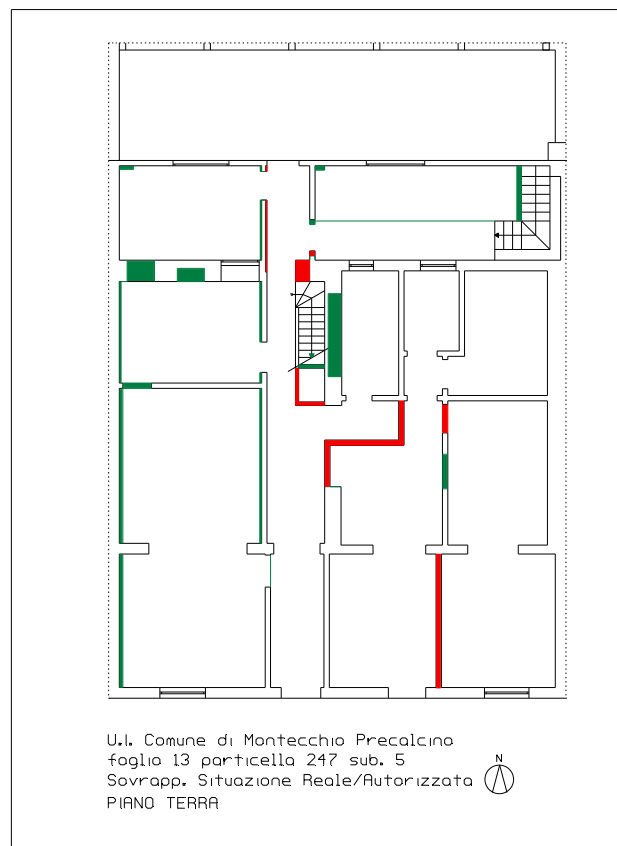 U.I. Comune di Montecchio Precalcino
foglio 13 particella 247 sub. 5
Sovrapp. Situazione Reale/Autorizzata
N
PIANO TERRA